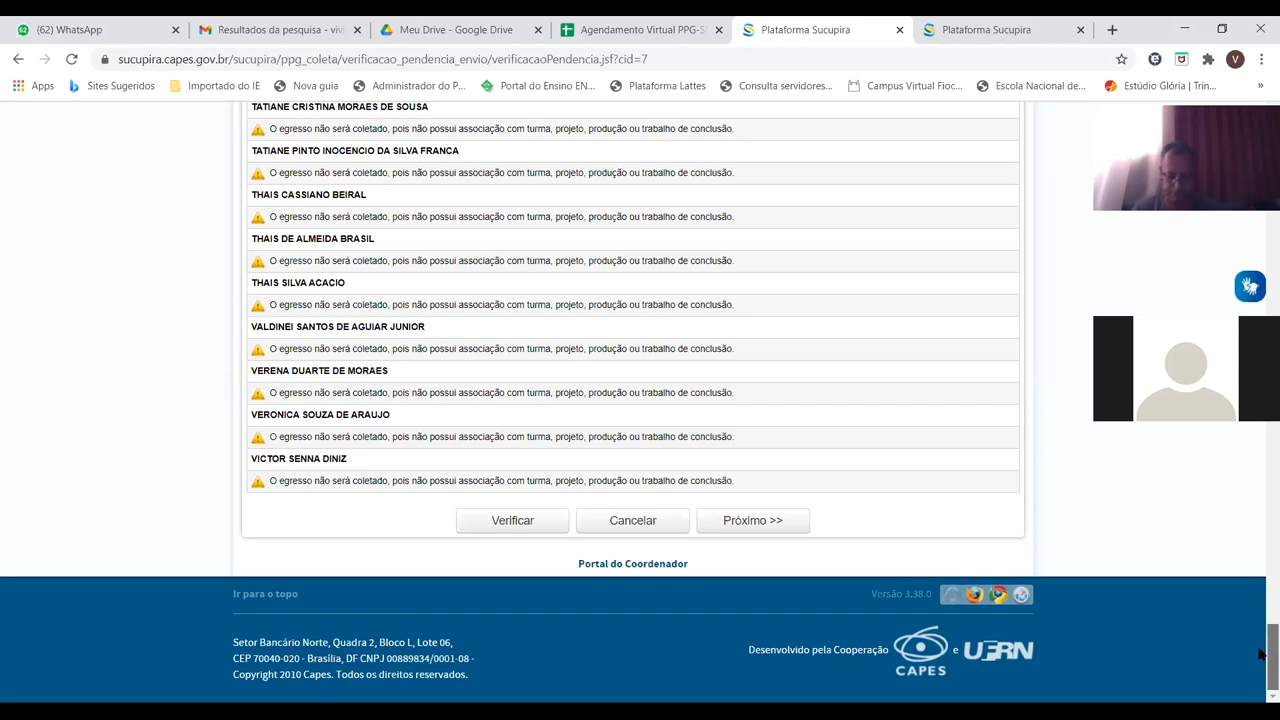 (62) WhatsApp
Resultados da pesquisa - vivi
Meu Drive - Google Drive
Agendamento Virtual PPG-S
Plataforma Sucupira
Plataforma Sucupira
sucupira.capes.gov.br/sucupira/ppg_coleta/verificacao_pendencia_envio/verificacaoPendencia.jsf?cid=7
V
Apps
Sites Sugeridos
Importado do IE
Nova guia
Administrador do P...
Portal do Ensino EN...
Plataforma Lattes
Consulta servidores...
Campus Virtual Fioc...
Escola Nacional de...
Estúdio Glória | Trin...
TATIANE CRISTINA MORAES DE SOUSA
O egresso não será coletado, pois não possui associação com turma, projeto, produção ou trabalho de conclusão.
TATIANE PINTO INOCENCIO DA SILVA FRANCA
O egresso não será coletado, pois não possui associação com turma, projeto, produção ou trabalho de conclusão.
THAIS CASSIANO BEIRAL
O egresso não será coletado, pois não possui associação com turma, projeto, produção ou trabalho de conclusão.
THAIS DE ALMEIDA BRASIL
O egresso não será coletado, pois não possui associação com turma, projeto, produção ou trabalho de conclusão.
THAIS SILVA ACACIO
O egresso não será coletado, pois não possui associação com turma, projeto, produção ou trabalho de conclusão.
VALDINEI SANTOS DE AGUIAR JUNIOR
O egresso não será coletado, pois não possui associação com turma, projeto, produção ou trabalho de conclusão.
VERENA DUARTE DE MORAES
O egresso não será coletado, pois não possui associação com turma, projeto, produção ou trabalho de conclusão.
VERONICA SOUZA DE ARAUJO
O egresso não será coletado, pois não possui associação com turma, projeto, produção ou trabalho de conclusão.
VICTOR SENNA DINIZ
O egresso não será coletado, pois não possui associação com turma, projeto, produção ou trabalho de conclusão.
Verificar
Cancelar
Próximo >>
Portal do Coordenador
Ir para o topo
Versão 3.38.0
Setor Bancário Norte, Quadra 2, Bloco L, Lote 06,
CEP 70040-020 - Brasília, DF CNPJ 00889834/0001-08 -
Copyright 2010 Capes. Todos os direitos reservados.
Desenvolvido pela Cooperação
CAPES
e
UFRN